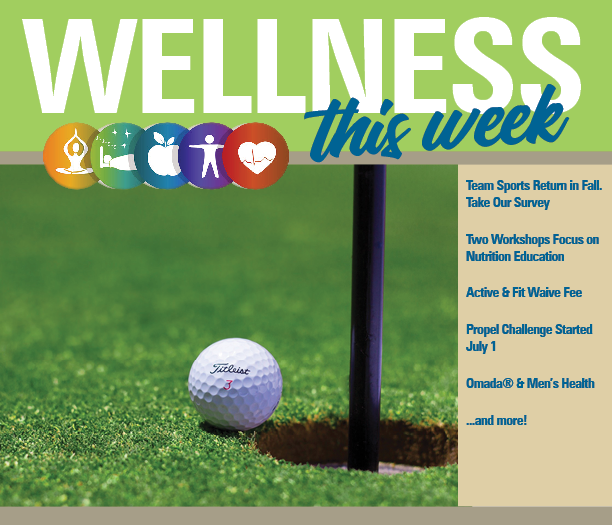 WELLNESS
this week
Team Sports Return in Fall.
Take Our Survey
Two Workshops Focus on
Nutrition Education
Active & Fit Waive Fee
Propel Challenge Started
July 1
Omada® & Men's Health
...and more!
Titleist
3